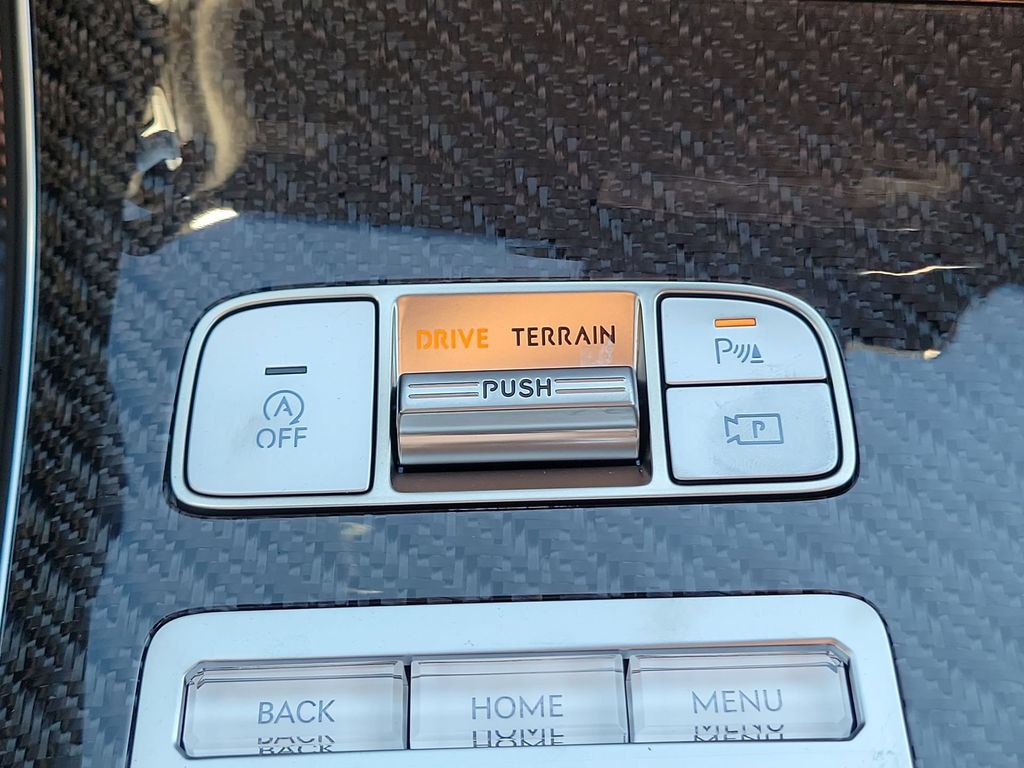 A
OFF
DRIVE TERRAIN
PUSH
P
P
BACK HOME MENU